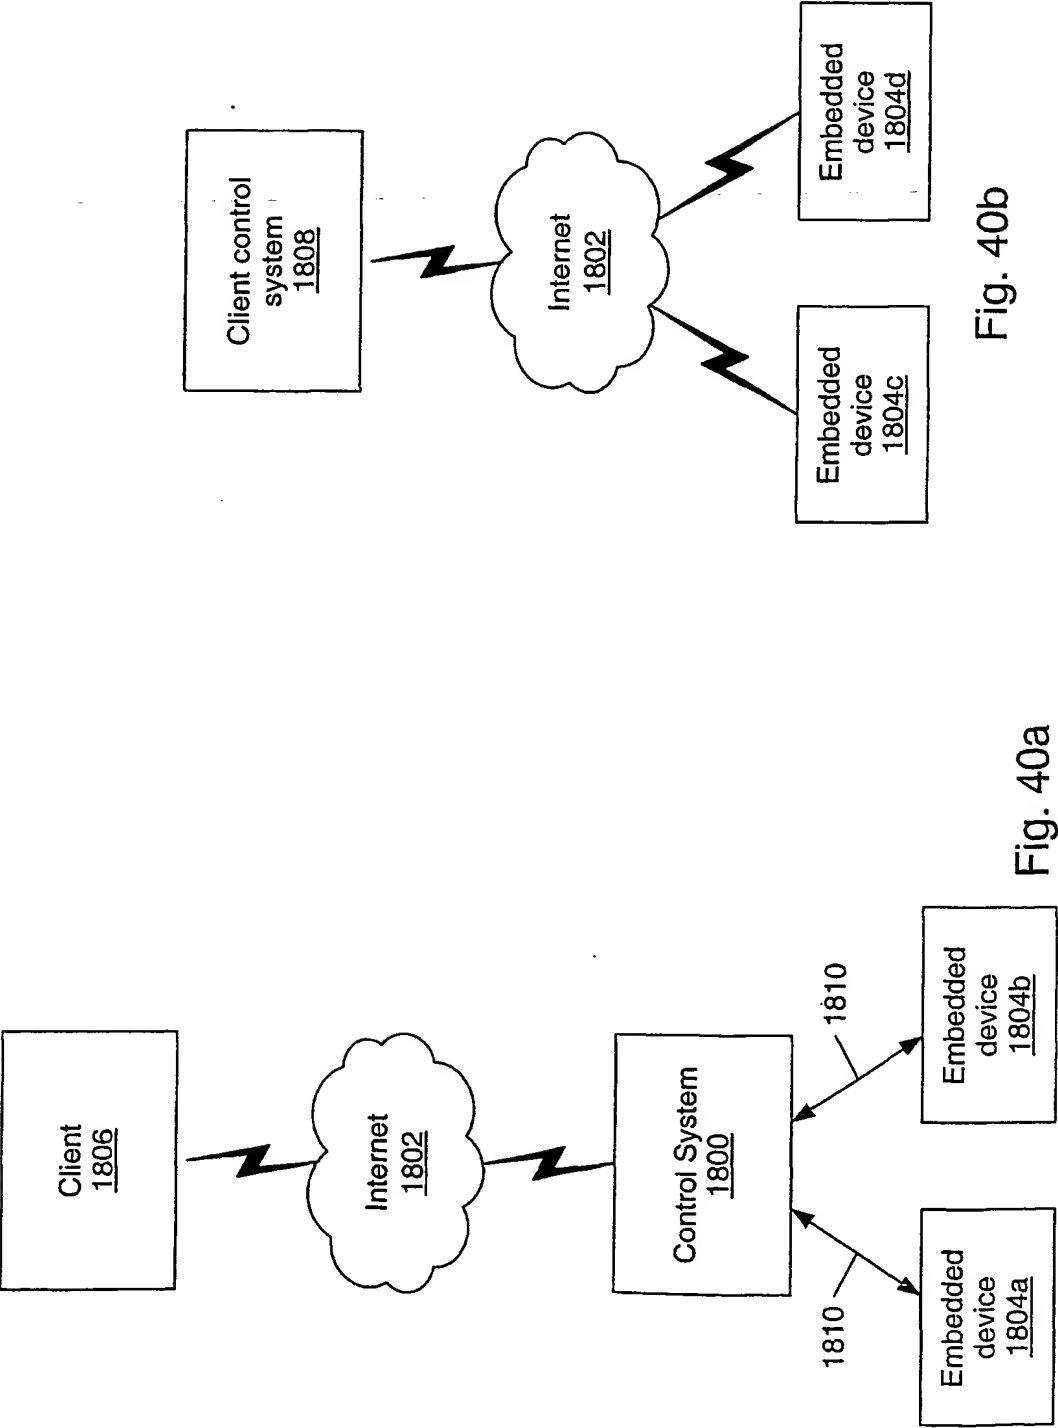 Client
1806
Internet
1802
Control System
1800
1810
1810
Embedded
device
1804a
Embedded
device
1804b
Fig. 40a
Client control
system
1808
Internet
1802
Embedded
device
1804c
Embedded
device
1804d
Fig. 40b